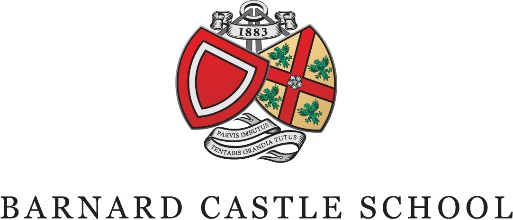 1883
PARVIS IMBUTUS
TENTABIS GRANDIA TUTUS
BARNARD CASTLE SCHOOL